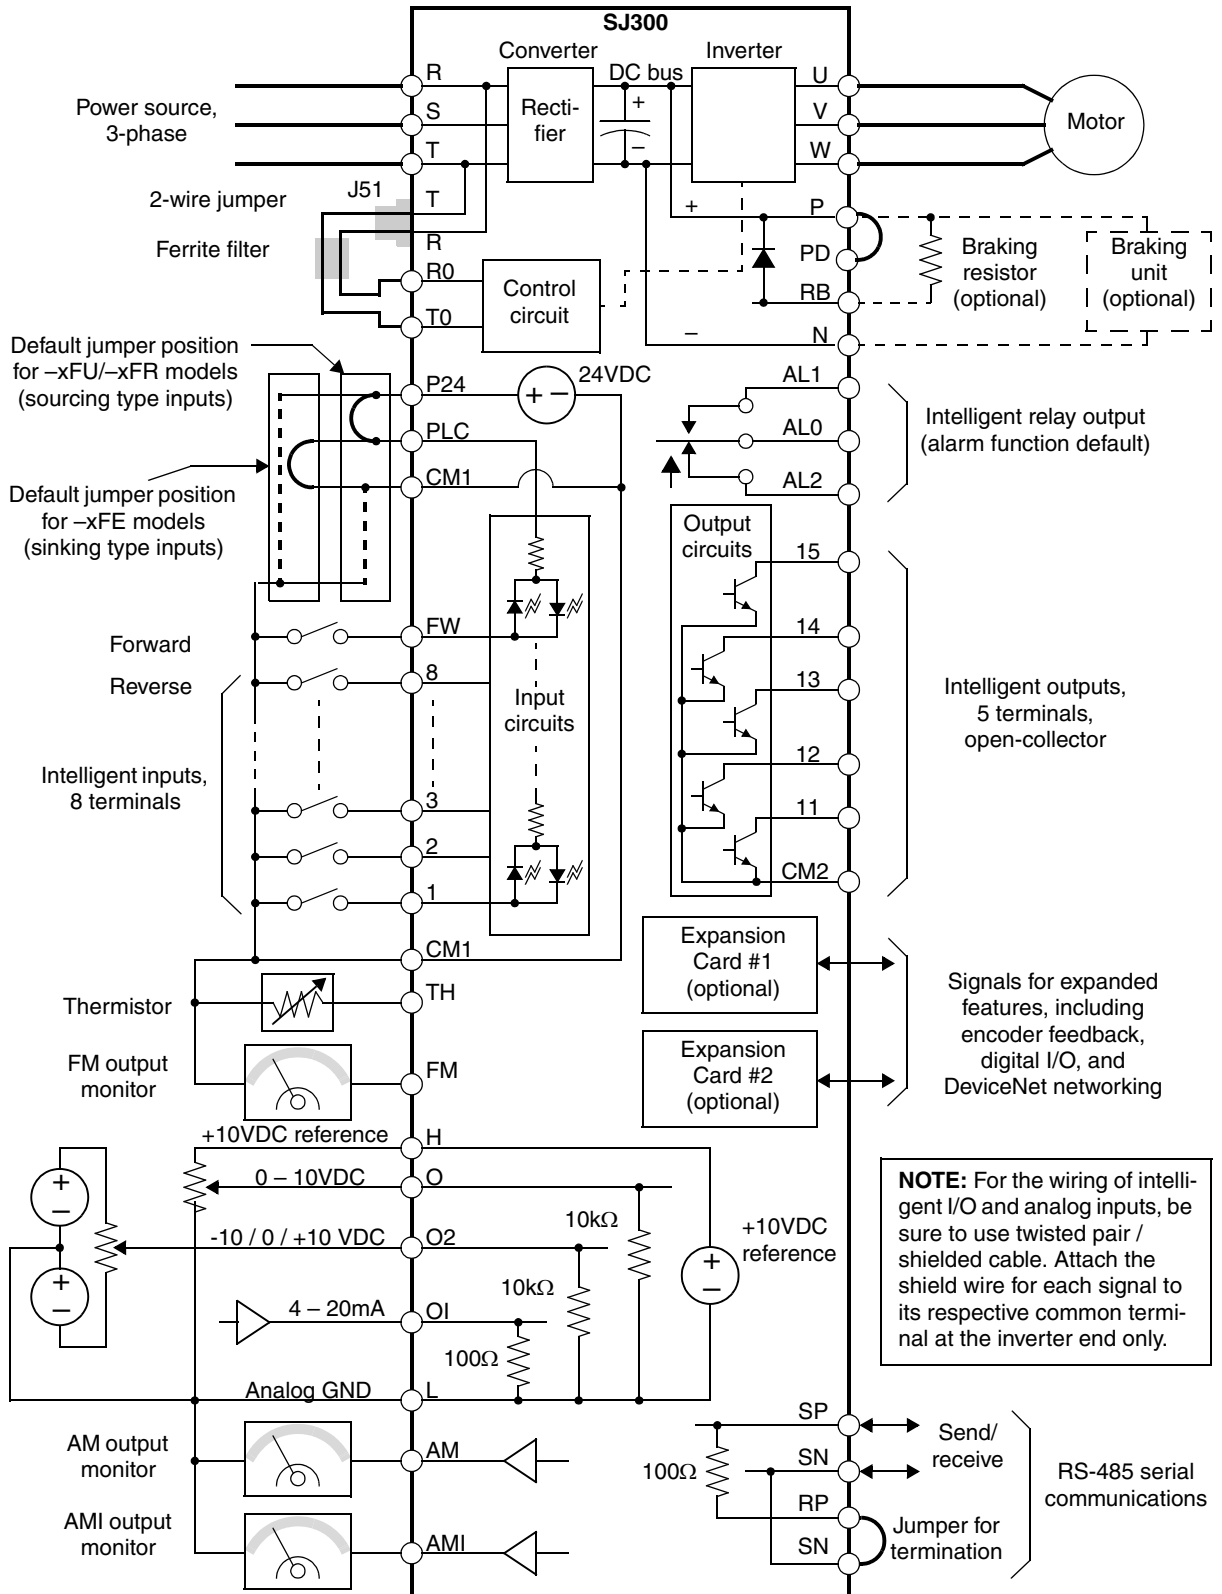 SJ300
Converter
Inverter
DC bus
Power source,
3-phase
R
S
T
Recti-
fier
+
–
U
V
W
Motor
2-wire jumper
J51
T
R
Ferrite filter
R0
T0
Control
circuit
+
–
P
PD
RB
N
Braking
resistor
(optional)
Braking
unit
(optional)
Default jumper position
for –xFU/–xFR models
(sourcing type inputs)
Default jumper position
for –xFE models
(sinking type inputs)
P24
PLC
CM1
+ –
24VDC
AL1
AL0
AL2
Intelligent relay output
(alarm function default)
Output
circuits
15
14
13
12
11
CM2
Intelligent outputs,
5 terminals,
open-collector
Forward
Reverse
Intelligent inputs,
8 terminals
FW
8
3
2
1
CM1
Input
circuits
Thermistor
TH
FM output
monitor
FM
Expansion
Card #1
(optional)
Expansion
Card #2
(optional)
Signals for expanded
features, including
encoder feedback,
digital I/O, and
DeviceNet networking
+10VDC reference
H
0 – 10VDC
O
-10 / 0 / +10 VDC
O2
4 – 20mA
OI
Analog GND
L
+
–
+
–
10kΩ
10kΩ
100Ω
+10VDC
reference
+
–
NOTE: For the wiring of intelli-
gent I/O and analog inputs, be
sure to use twisted pair /
shielded cable. Attach the
shield wire for each signal to
its respective common termi-
nal at the inverter end only.
AM output
monitor
AM
AMI output
monitor
AMI
SP
SN
RP
SN
100Ω
Send/
receive
Jumper for
termination
RS-485 serial
communications